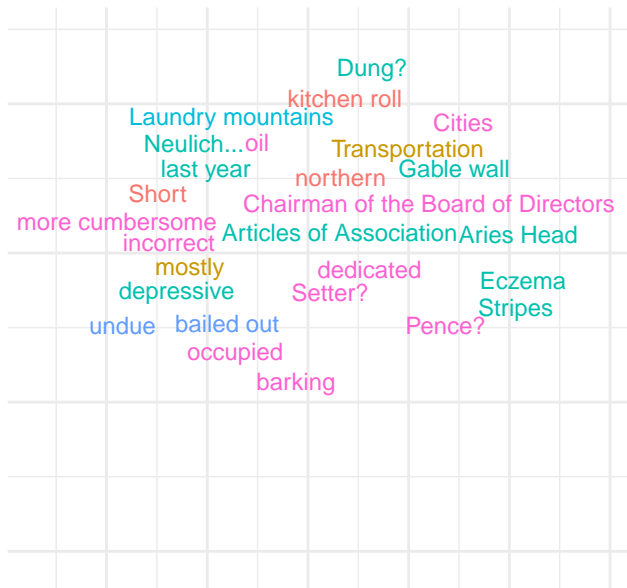 Dung?
kitchen roll
Laundry mountains
Cities
Neulich... oil
Transportation
last year
Gable wall
northern
Short
Chairman of the Board of Directors
more cumbersome
Articles of Association Aries Head
incorrect
mostly
dedicated
depressive
Setter?
Eczema
Stripes
undue
bailed out
Pence?
occupied
barking